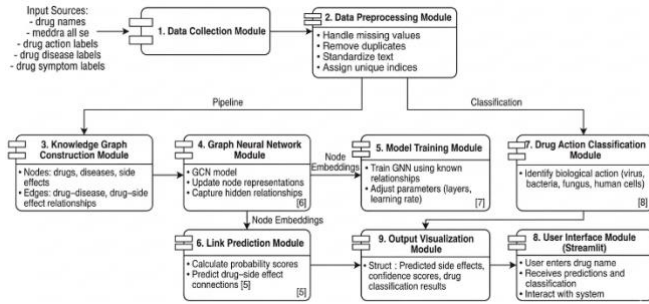 Input Sources:
- drug names
- meddra all se
- drug action labels
- drug disease labels
- drug symptom labels
1. Data Collection Module
2. Data Preprocessing Module
• Handle missing values
• Remove duplicates
• Standardize text
• Assign unique indices
Pipeline
Classification
3. Knowledge Graph
Construction Module
• Nodes: drugs, diseases, side
effects
• Edges: drug–disease, drug–side
effect relationships
4. Graph Neural Network
Module
• GCN model
• Update node representations
• Capture hidden relationships
[6]
Node
Embeddings
5. Model Training Module
• Train GNN using known
relationships
• Adjust parameters (layers,
learning rate)
[7]
7. Drug Action Classification
Module
• Identify biological action (virus,
bacteria, fungus, human cells)
[8]
Node Embeddings
6. Link Prediction Module
• Calculate probability scores
• Predict drug–side effect
connections [5]
[5]
9. Output Visualization
Module
• Struct : Predicted side effects,
confidence scores, drug
classification results
8. User Interface Module
(Streamlit)
• User enters drug name
• Receives predictions and
classification
• Interact with system